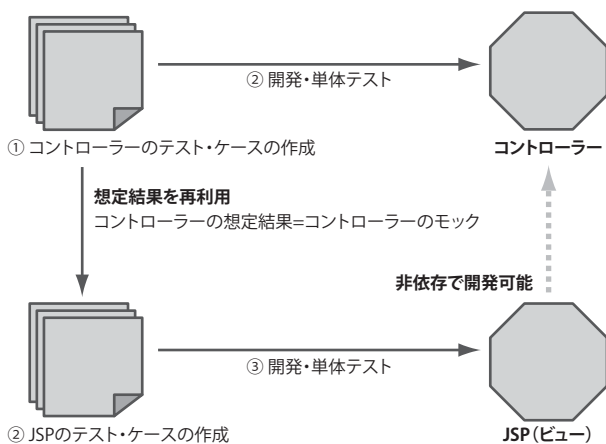 ② 開発・単体テスト
① コントローラーのテスト・ケースの作成
コントローラー
想定結果を再利用
コントローラーの想定結果=コントローラーのモック
非依存で開発可能
③ 開発・単体テスト
② JSPのテスト・ケースの作成
JSP(ビュー)